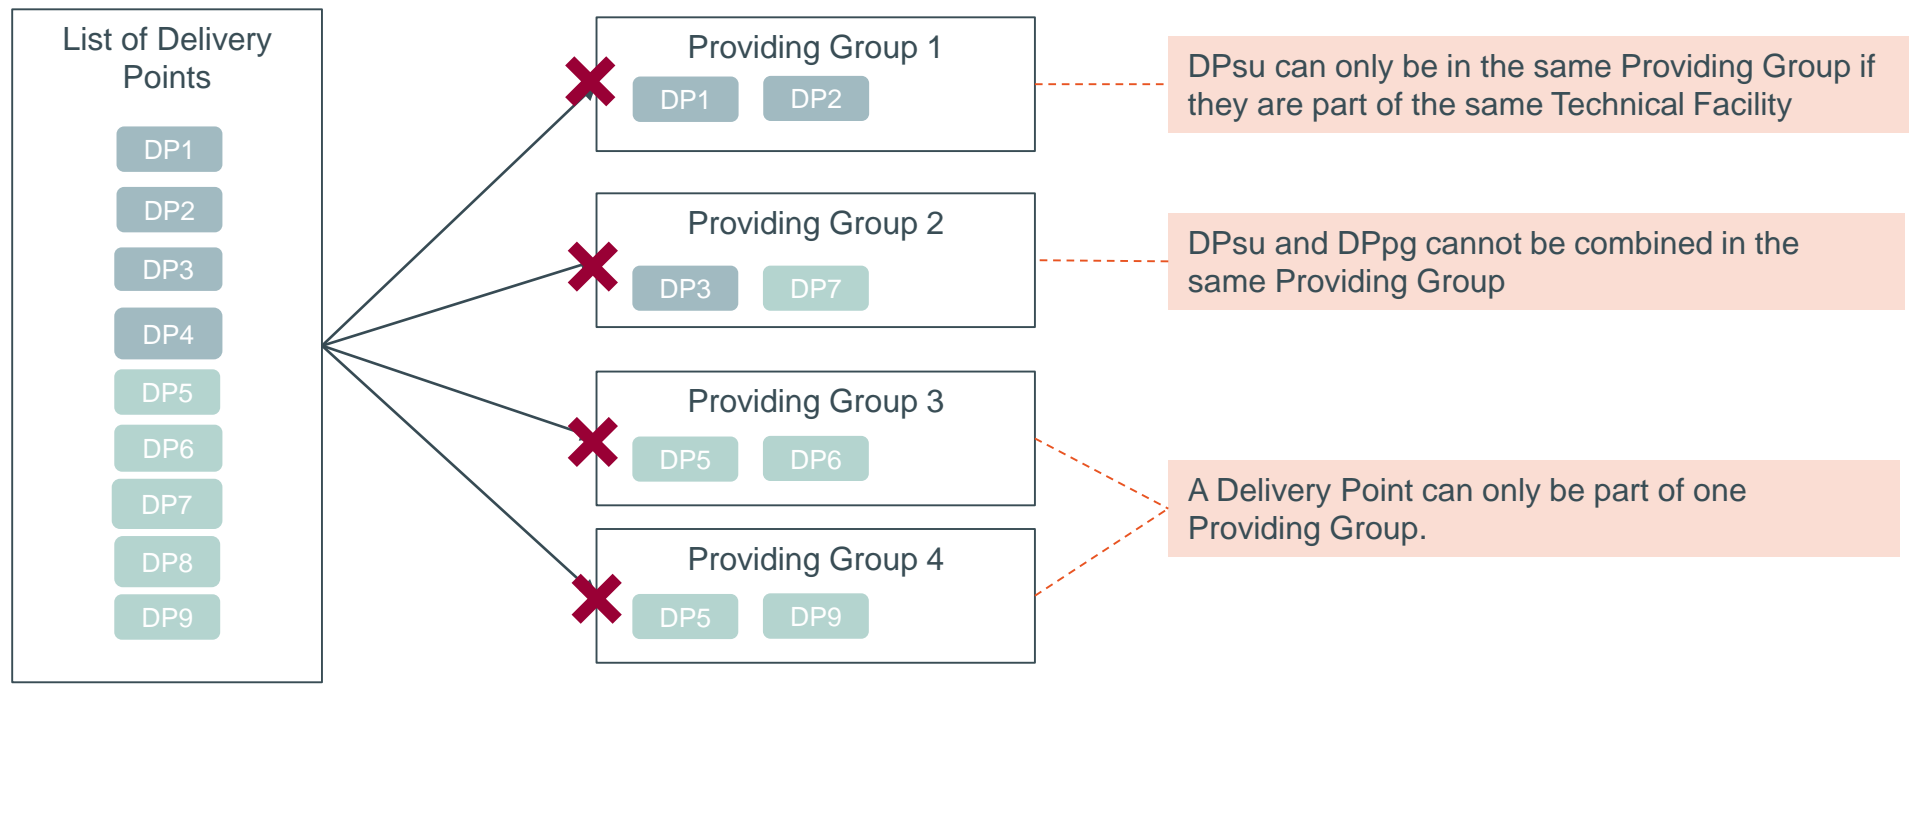 List of Delivery
Points
DP1
DP2
DP3
DP4
DP5
DP6
DP7
DP8
DP9
Providing Group 1
DP1
DP2
Providing Group 2
DP3
DP7
Providing Group 3
DP5
DP6
Providing Group 4
DP5
DP9
DPsu can only be in the same Providing Group if
they are part of the same Technical Facility
DPsu and DPpg cannot be combined in the
same Providing Group
A Delivery Point can only be part of one
Providing Group.